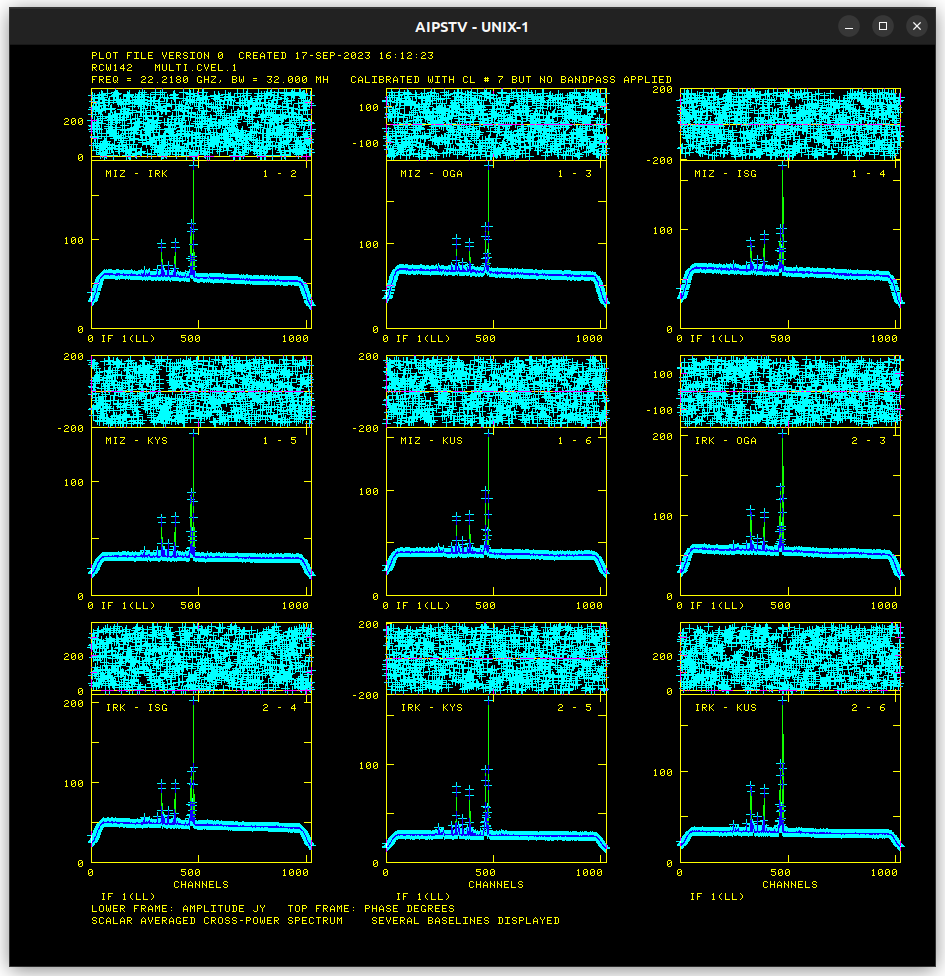 AIPSTV - UNIX-1
PLOT FILE VERSION 0 CREATED 17-SEP-2023 16:12:23
RCW142 MULTI.CVEL.1
FREQ = 22.2180 GHZ, BW = 32.000 MH CALIBRATED WITH CL # 7 BUT NO BANDPASS APPLIED
200
0
100
-100
200
-200
MIZ - IRK 1 - 2
MIZ - OGA 1 - 3
MIZ - ISG 1 - 4
100
100
100
0
0
0
0 IF 1(LL) 500 1000
0 IF 1(LL) 500 1000
0 IF 1(LL) 500 1000
200
-200
200
-200
100
-100
MIZ - KYS 1 - 5
MIZ - KUS 1 - 6
IRK - OGA 2 - 3
200
100
100
100
0
0
0
0 IF 1(LL) 500 1000
0 IF 1(LL) 500 1000
0 IF 1(LL) 500 1000
200
0
200
-200
200
0
IRK - ISG 2 - 4
IRK - KYS 2 - 5
IRK - KUS 2 - 6
200
100
100
100
0
0
0
0 500 1000
0 500 1000
0 500 1000
CHANNELS
CHANNELS
CHANNELS
IF 1(LL)
IF 1(LL)
IF 1(LL)
LOWER FRAME: AMPLITUDE JY TOP FRAME: PHASE DEGREES
SCALAR AVERAGED CROSS-POWER SPECTRUM SEVERAL BASELINES DISPLAYED